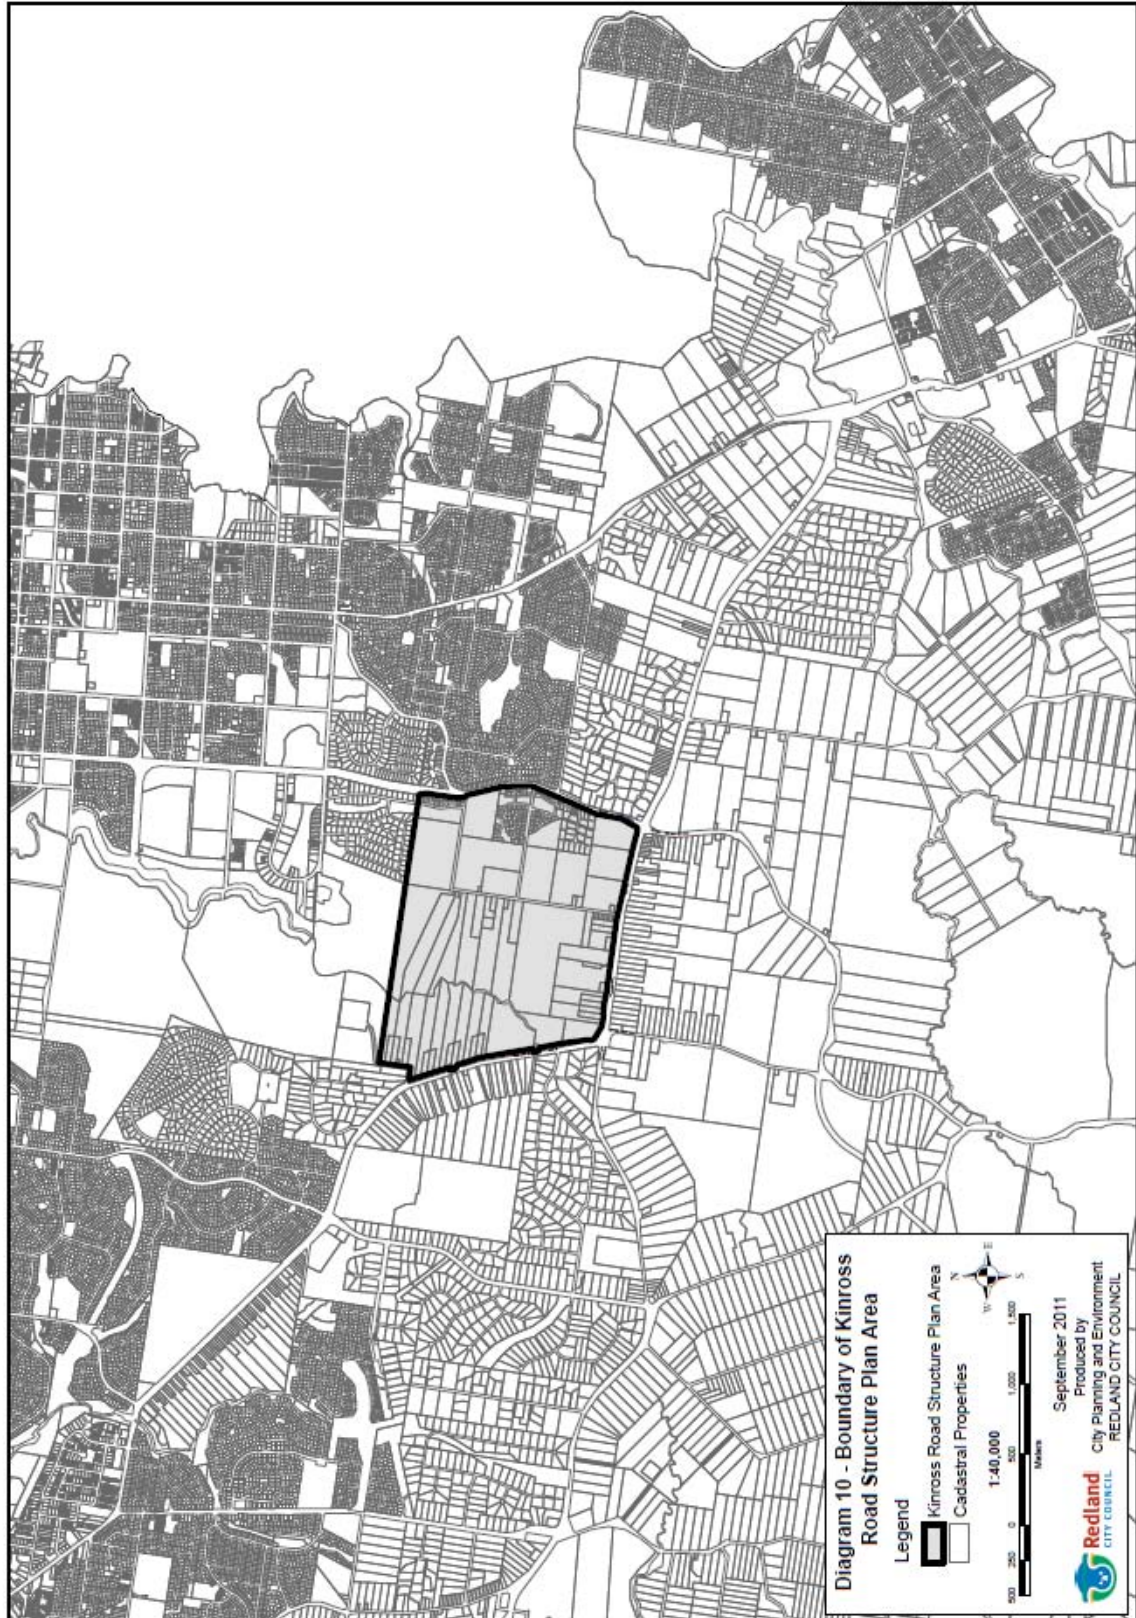 Diagram 10 - Boundary of Kinross
Road Structure Plan Area
Legend
Kinross Road Structure Plan Area
Cadastral Properties
N
E
S
W
1:40,000
500 250 0 500 1,000 1,500
Meters
September 2011
Produced by
City Planning and Environment
REDLAND CITY COUNCIL
Redland
CITY COUNCIL